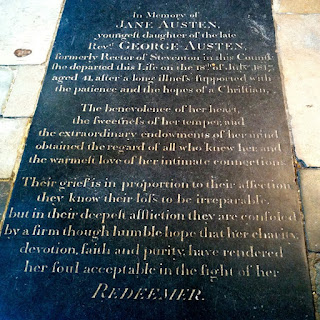 In Memory of
JANE AUSTEN,
youngest daughter of the late
Revd. GEORGE AUSTEN,
formerly Rector of Steventon in this County
she departed this Life on the 18th. of July 1817,
aged 41, after a long illneſs supported with
the patience and the hopes of a Christian.
The benevolence of her heart,
the ſweetneſs of her temper, and
the extraordinary endowments of her mind
obtained the regard of all who knew her, and
the warmeſt love of her intimate connections.
Their grief is in proportion to their affection
they know their loſs to be irreparable,
but in their deepeſt affliction they are conſoled
by a firm though humble hope that her charity,
devotion, faith and purity, have rendered
her ſoul acceptable in the ſight of her
REDEEMER.